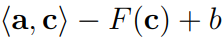 ⟨a, c⟩ − F(c) + b